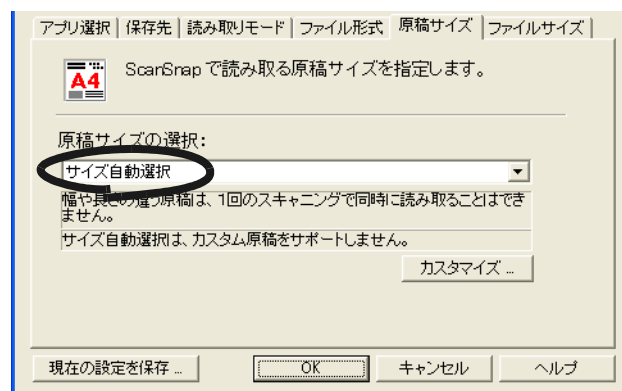 アプリ選択 保存先 読み取りモード ファイル形式 原稿サイズ ファイルサイズ
A4
ScanSnap で読み取る原稿サイズを指定します。
原稿サイズの選択:
サイズ自動選択
幅や長さの違う原稿は、1回のスキャニングで同時に読み取ることはでき
ません。
サイズ自動選択は、カスタム原稿をサポートしません。
カスタマイズ ...
現在の設定を保存 ... OK キャンセル ヘルプ